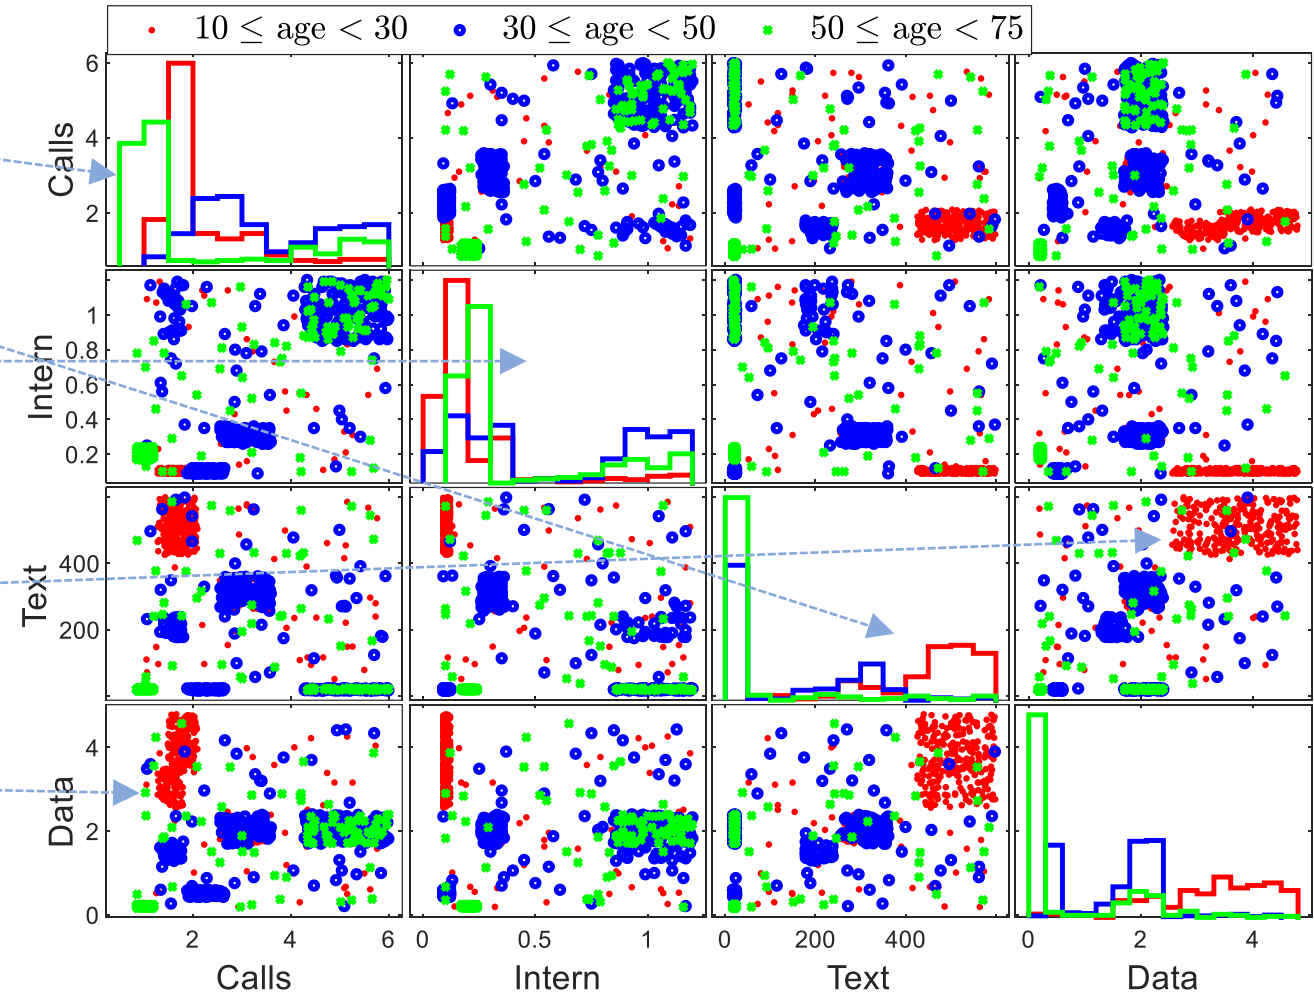 10 ≤ age < 30 30 ≤ age < 50 50 ≤ age < 75
6
4
2
Calls
1
0.8
0.6
0.4
0.2
Intern
400
200
Text
4
2
0
Data
2 4 6 0 0.5 1 0 200 400 0 2 4
Calls Intern Text Data